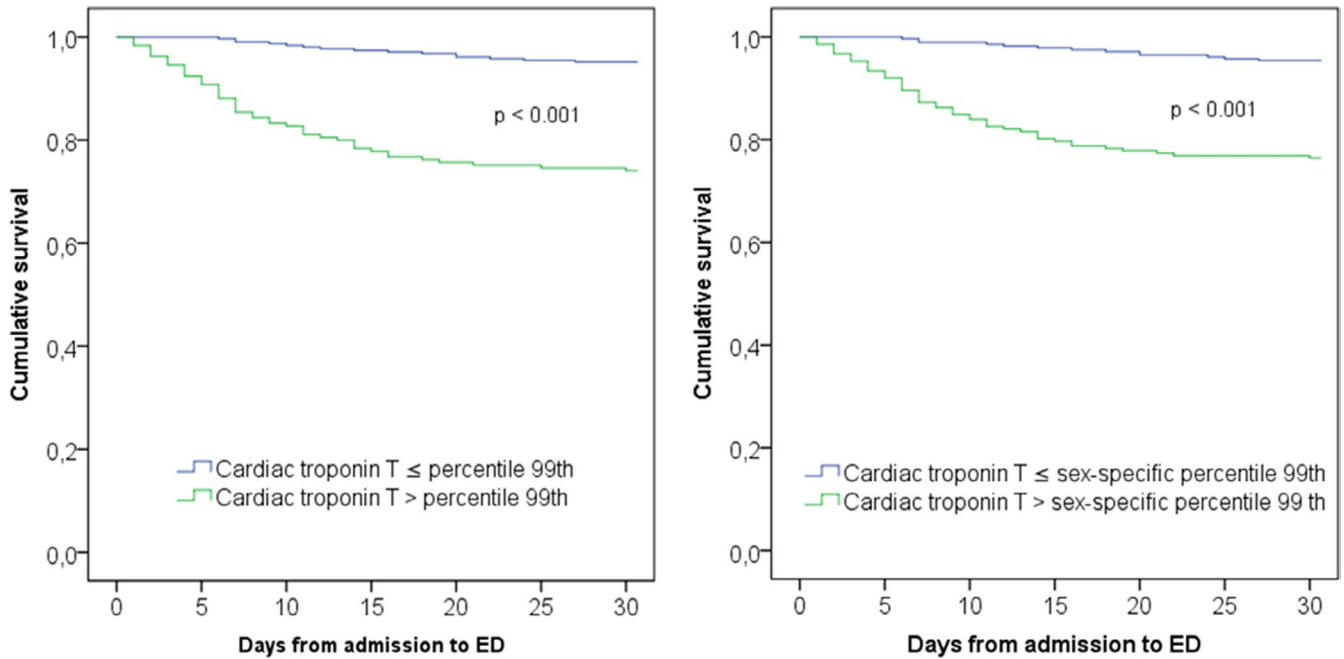 Cumulative survival
1,0
0,8
0,6
0,4
0,2
0,0
p < 0.001
Cardiac troponin T ≤ percentile 99th
Cardiac troponin T > percentile 99th
0 5 10 15 20 25 30
Days from admission to ED
Cumulative survival
1,0
0,8
0,6
0,4
0,2
0,0
p < 0.001
Cardiac troponin T ≤ sex-specific percentile 99th
Cardiac troponin T > sex-specific percentile 99 th
0 5 10 15 20 25 30
Days from admission to ED